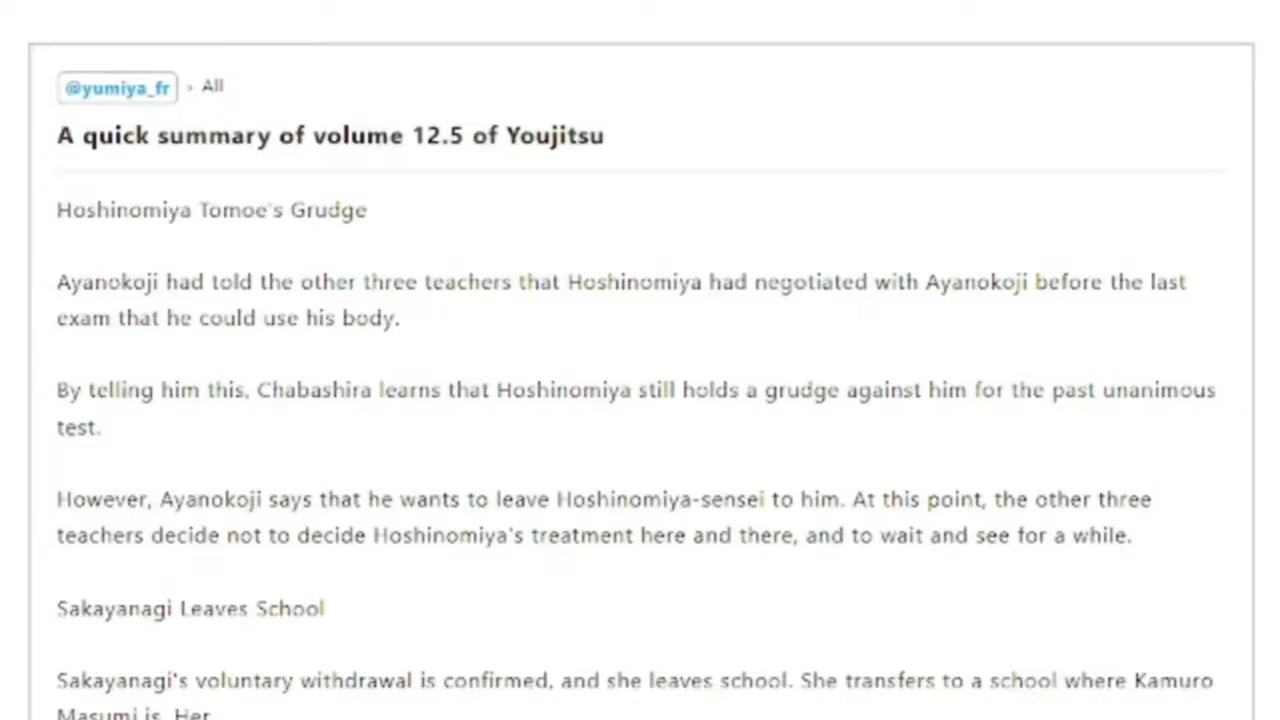 @yumiya_fr › All
A quick summary of volume 12.5 of Youjitsu
Hoshinomiya Tomoe's Grudge
Ayanokoji had told the other three teachers that Hoshinomiya had negotiated with Ayanokoji before the last
exam that he could use his body.
By telling him this, Chabashira learns that Hoshinomiya still holds a grudge against him for the past unanimous
test.
However, Ayanokoji says that he wants to leave Hoshinomiya-sensei to him. At this point, the other three
teachers decide not to decide Hoshinomiya's treatment here and there, and to wait and see for a while.
Sakayanagi Leaves School
Sakayanagi's voluntary withdrawal is confirmed, and she leaves school. She transfers to a school where Kamuro
Masumi is. Her